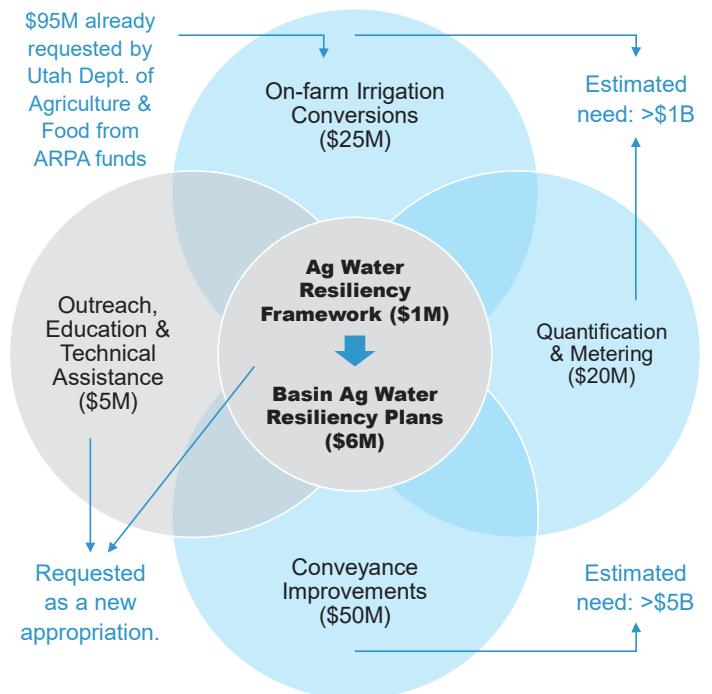 $95M already
requested by
Utah Dept. of
Agriculture &
Food from
ARPA funds
On-farm Irrigation
Conversions
($25M)
Estimated
need: >$1B
Ag Water
Resiliency
Framework ($1M)
Basin Ag Water
Resiliency Plans
($6M)
Outreach,
Education &
Technical
Assistance
($5M)
Quantification
& Metering
($20M)
Requested
as a new
appropriation.
Conveyance
Improvements
($50M)
Estimated
need: >$5B